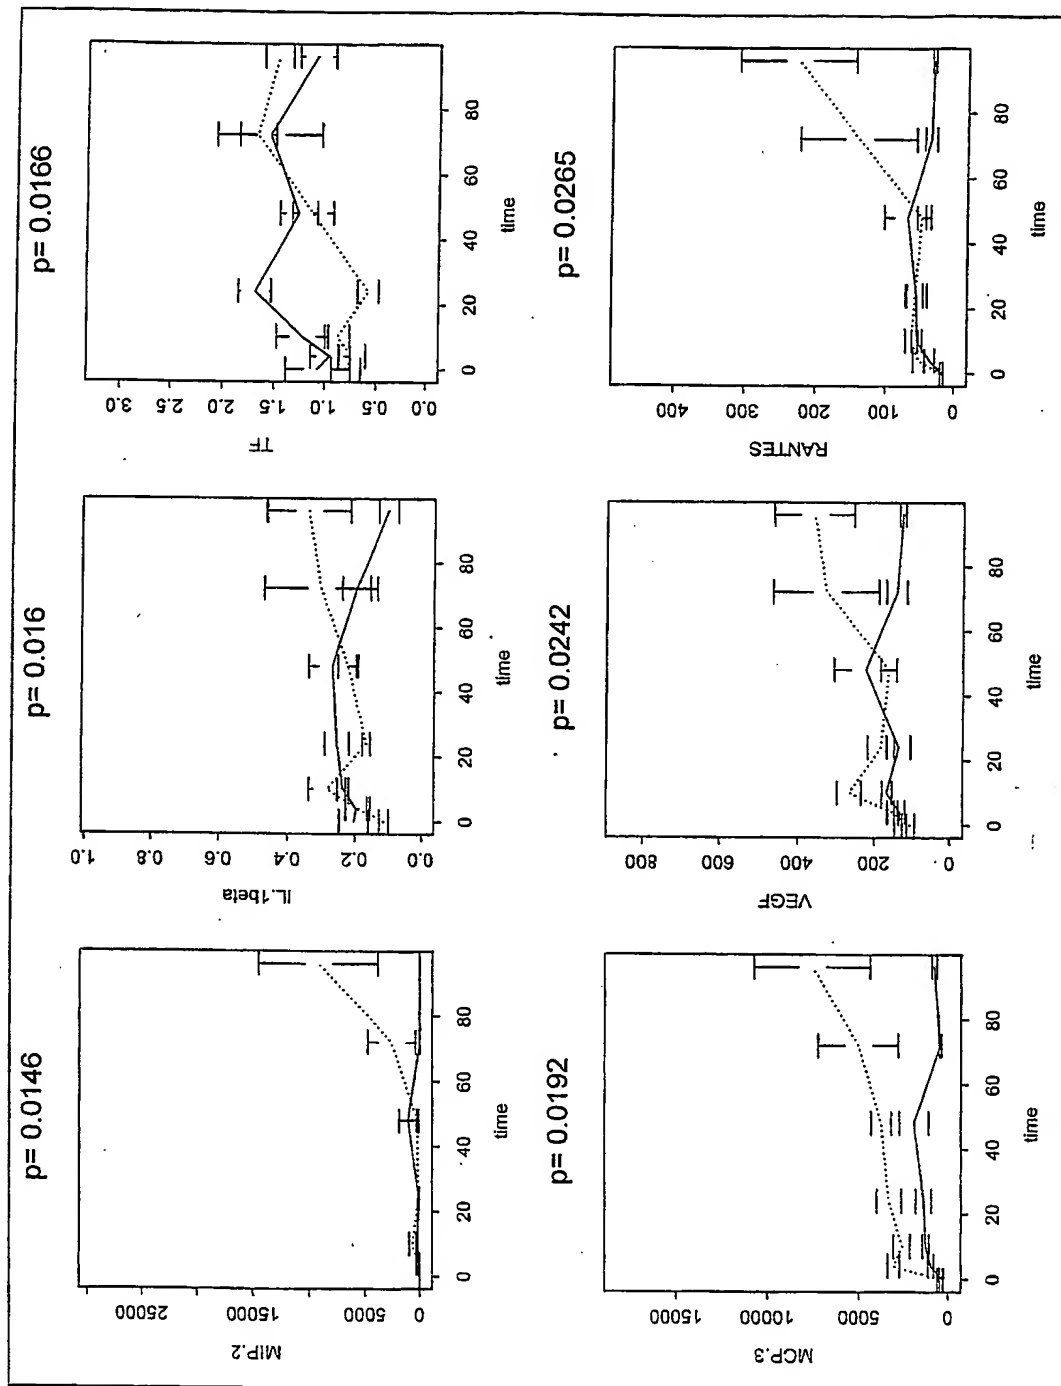 p= 0.0146
MIP.2
25000
15000
5000
0
0 20 40 60 80
time
p= 0.016
IL.1beta
1.0
0.8
0.6
0.4
0.2
0.0
0 20 40 60 80
time
p= 0.0166
TF
3.0
2.5
2.0
1.5
1.0
0.5
0.0
0 20 40 60 80
time
p= 0.0192
MCP.3
15000
10000
5000
0
0 20 40 60 80
time
p= 0.0242
VEGF
800
600
400
200
0
0 20 40 60 80
time
p= 0.0265
RANTES
400
300
200
100
0
0 20 40 60 80
time